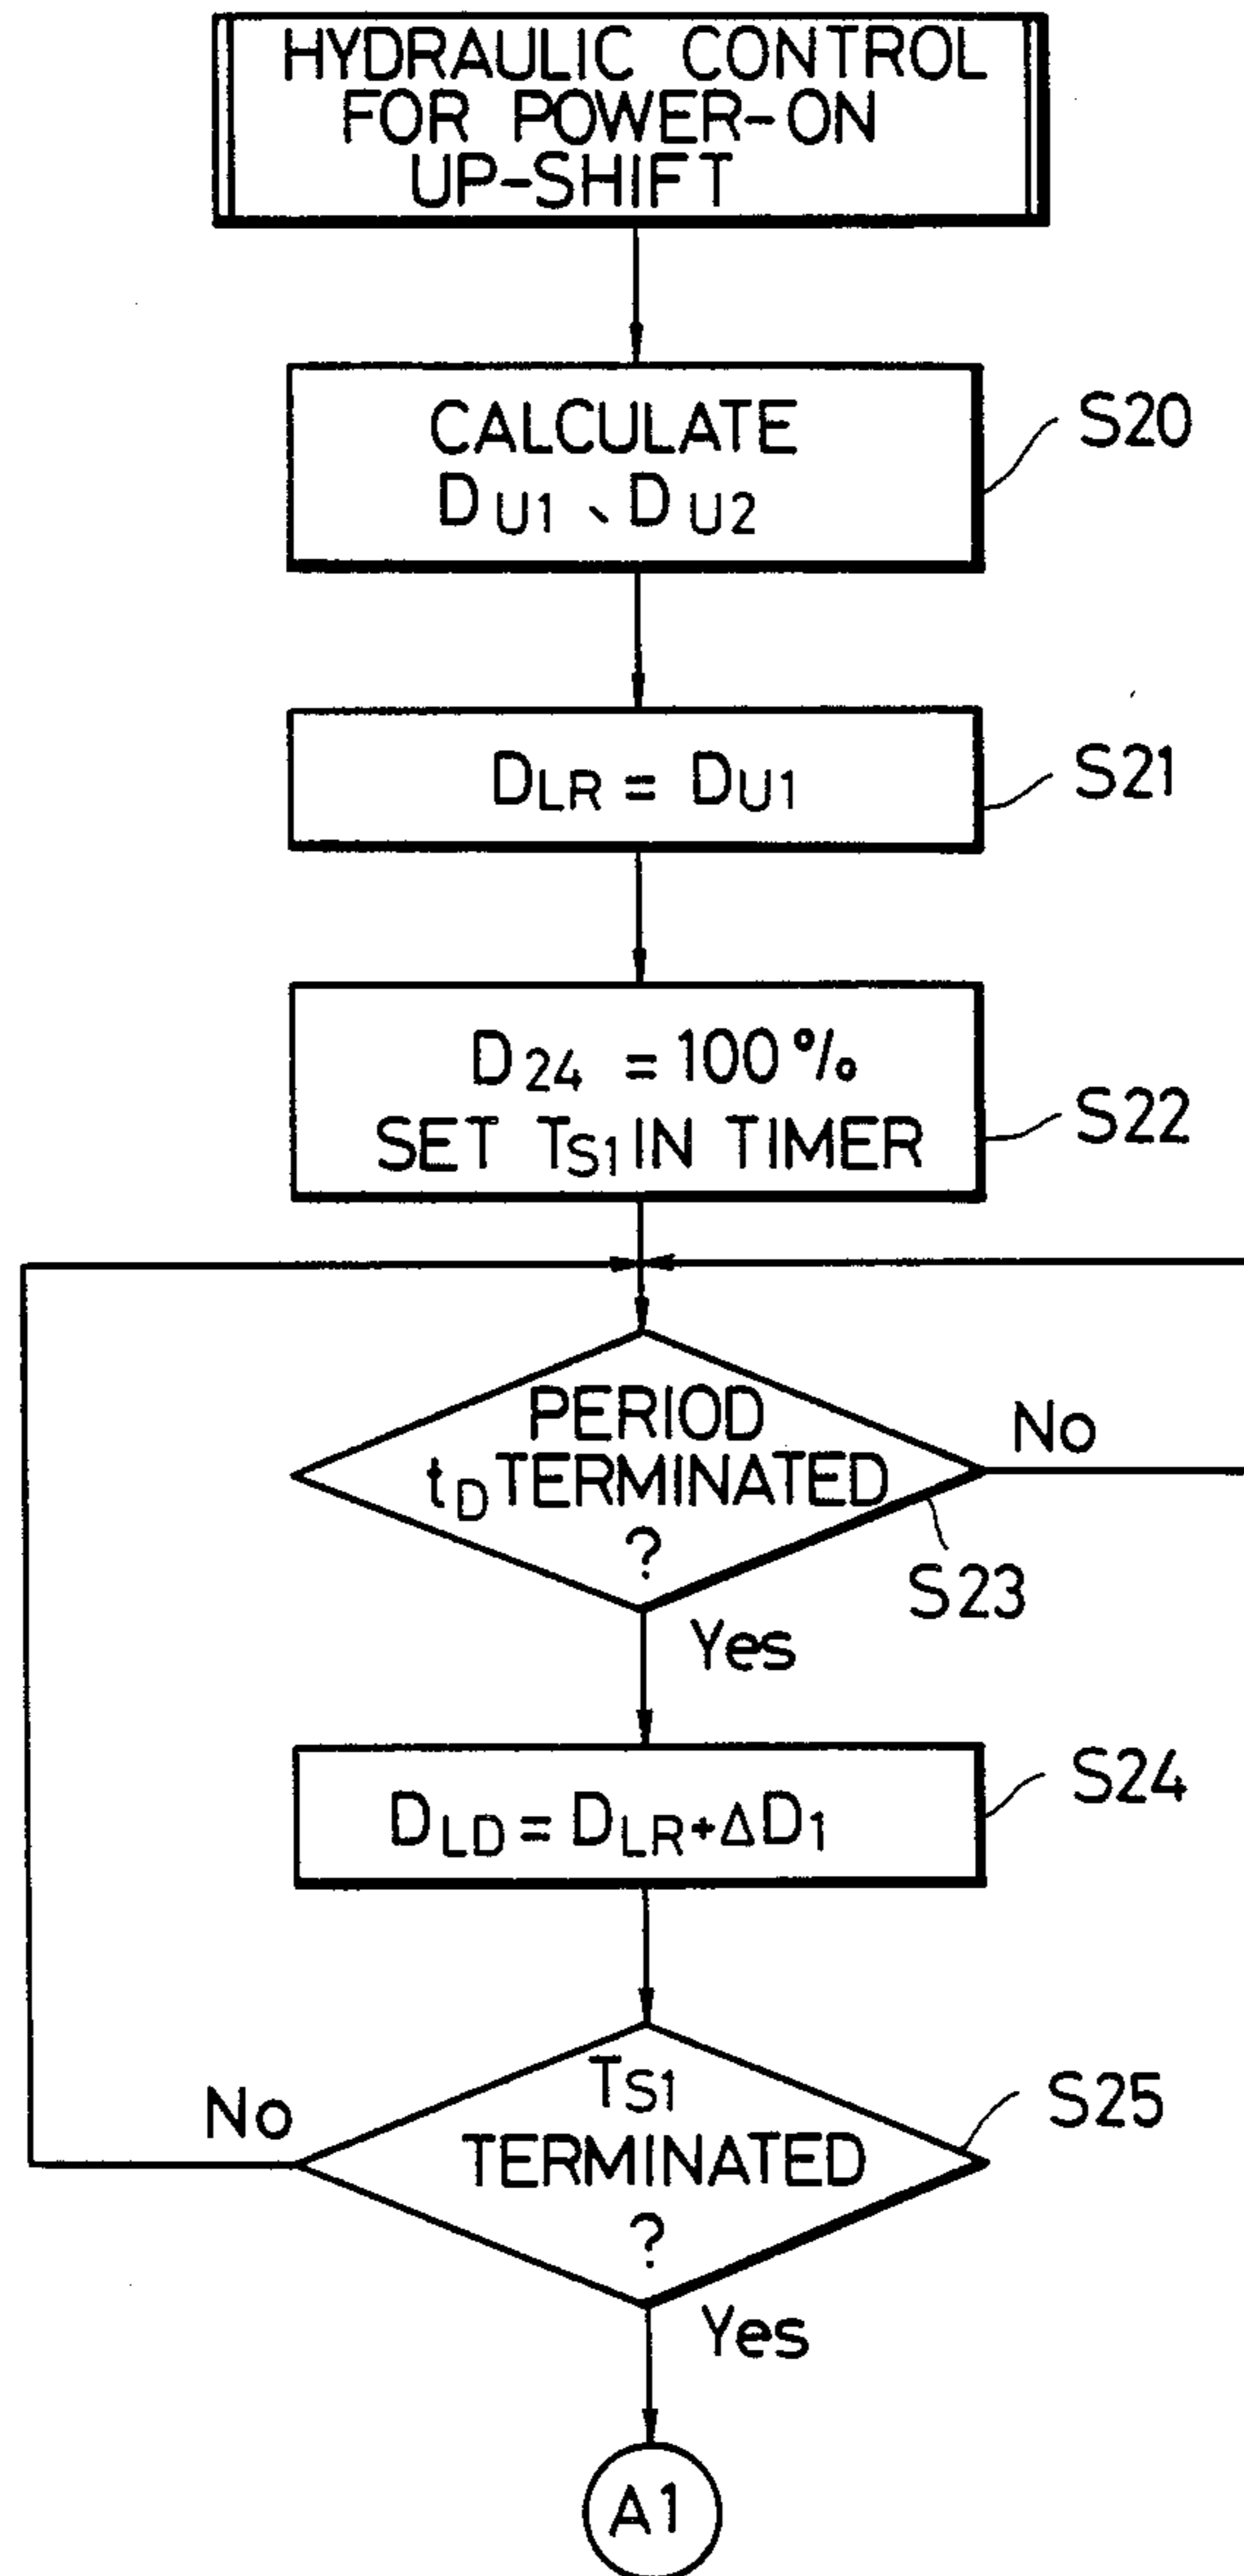 HYDRAULIC CONTROL
FOR POWER-ON
UP-SHIFT
CALCULATE
DU1、DU2
S20
DLR = DU1
S21
D24 = 100%
SET TS1 IN TIMER
S22
PERIOD
tD TERMINATED
?
No
S23
Yes
DLD = DLR + ΔD1
S24
TS1
TERMINATED
?
No
S25
Yes
A1